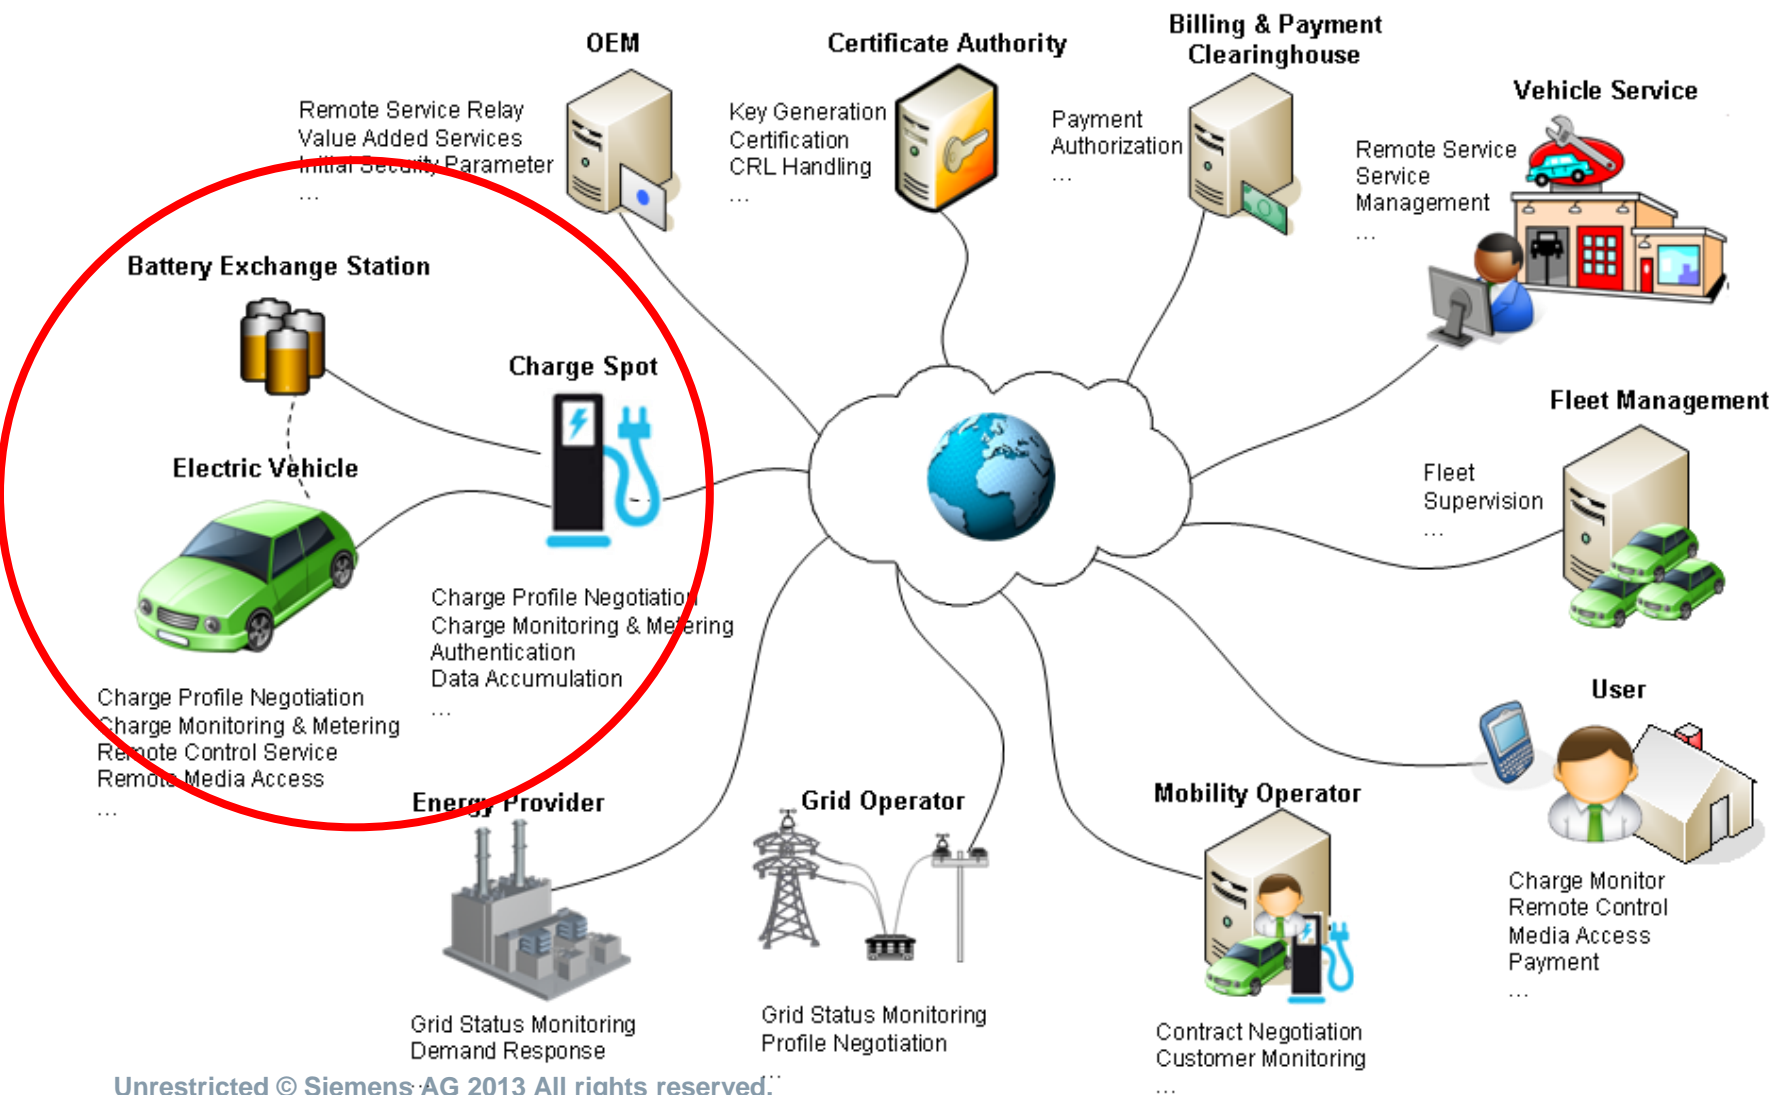 OEM
Remote Service Relay
Value Added Services
Initial Security Parameter
...
Certificate Authority
Key Generation
Certification
CRL Handling
...
Billing & Payment
Clearinghouse
Payment
Authorization
...
Vehicle Service
Remote Service
Service
Management
...
Battery Exchange Station
Charge Spot
Charge Profile Negotiation
Charge Monitoring & Metering
Authentication
Data Accumulation
...
Electric Vehicle
Charge Profile Negotiation
Charge Monitoring & Metering
Remote Control Service
Remote Media Access
...
Fleet Management
Fleet
Supervision
...
User
Charge Monitor
Remote Control
Media Access
Payment
...
Energy Provider
Grid Status Monitoring
Demand Response
...
Grid Operator
Grid Status Monitoring
Profile Negotiation
...
Mobility Operator
Contract Negotiation
Customer Monitoring
...
Unrestricted © Siemens AG 2013 All rights reserved.